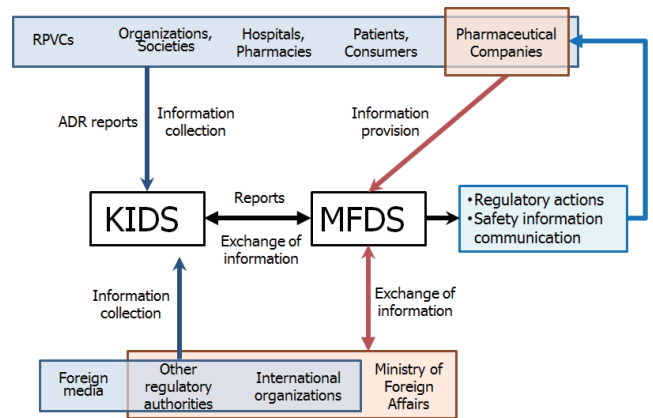 RPVCs
Organizations,
Societies
Hospitals,
Pharmacies
Patients,
Consumers
Pharmaceutical
Companies
ADR reports
Information
collection
Information
provision
KIDS
Reports
Exchange of
information
MFDS
•Regulatory actions
•Safety information
communication
Information
collection
Exchange of
information
Foreign
media
Other
regulatory
authorities
International
organizations
Ministry of
Foreign
Affairs